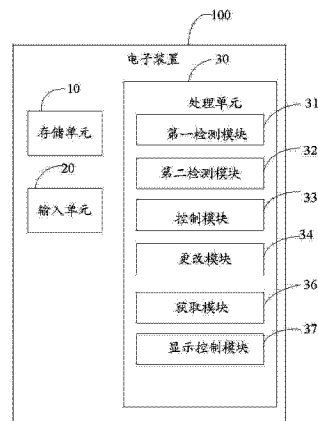 100
电子装置
10
存储单元
20
输入单元
30
处理单元
第一检测模块
31
第二检测模块
32
控制模块
33
更改模块
34
获取模块
36
显示控制模块
37